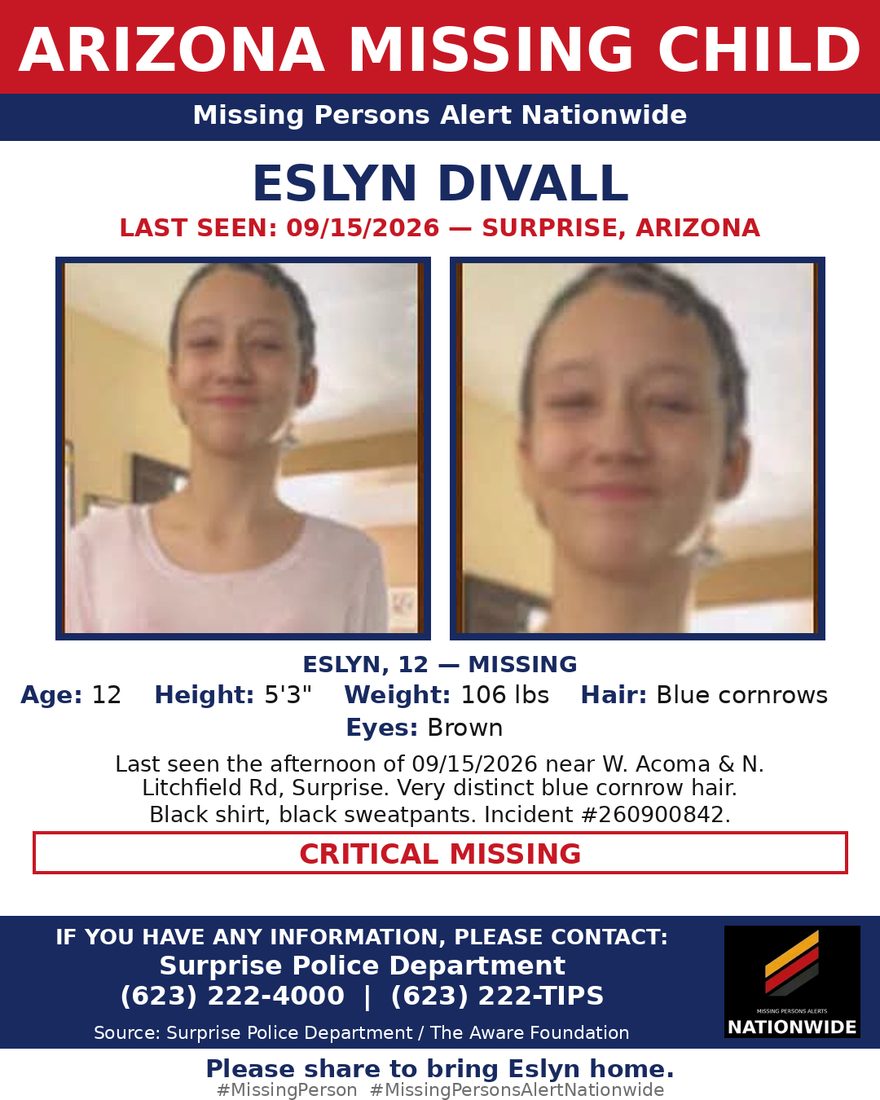 ARIZONA MISSING CHILD
Missing Persons Alert Nationwide
ESLYN DIVALL
LAST SEEN: 09/15/2026 — SURPRISE, ARIZONA
ESLYN, 12 — MISSING
Age: 12 Height: 5'3" Weight: 106 lbs Hair: Blue cornrows
Eyes: Brown
Last seen the afternoon of 09/15/2026 near W. Acoma & N.
Litchfield Rd, Surprise. Very distinct blue cornrow hair.
Black shirt, black sweatpants. Incident #260900842.
CRITICAL MISSING
IF YOU HAVE ANY INFORMATION, PLEASE CONTACT:
Surprise Police Department
(623) 222-4000 | (623) 222-TIPS
Source: Surprise Police Department / The Aware Foundation
MISSING PERSONS ALERTS
NATIONWIDE
Please share to bring Eslyn home.
#MissingPerson #MissingPersonsAlertNationwide